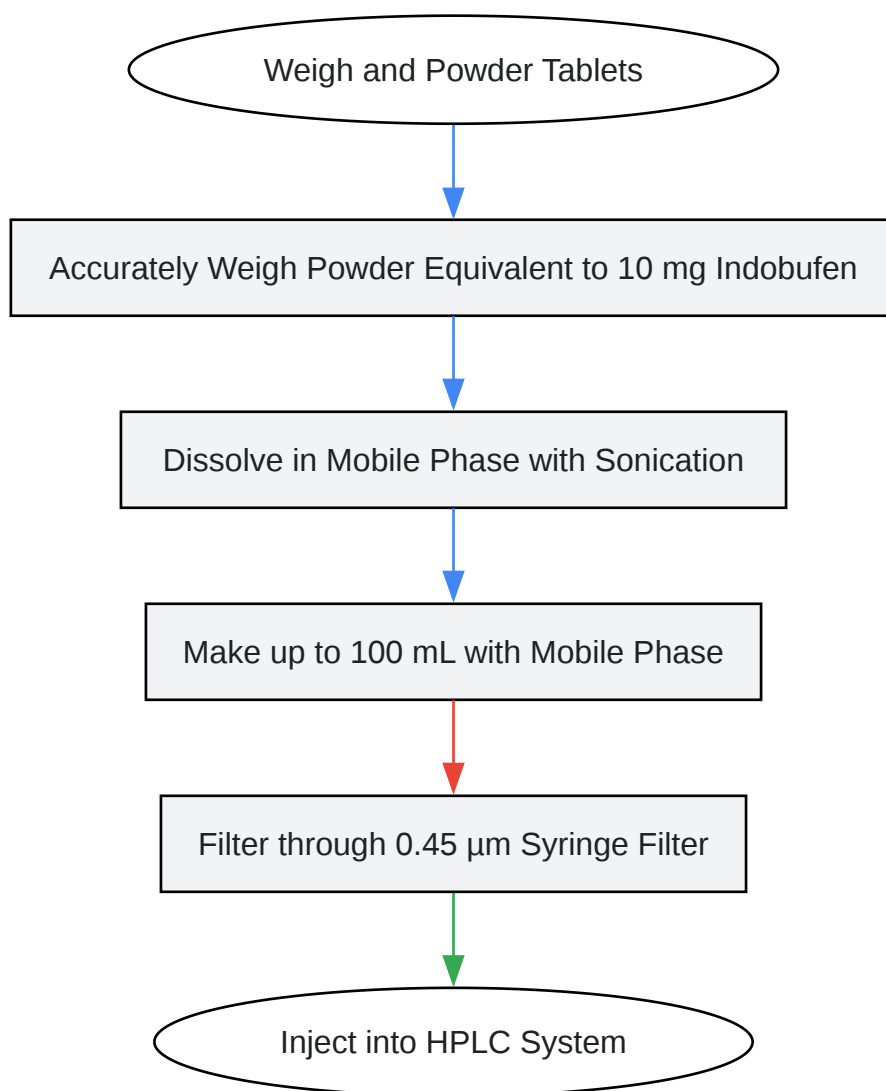 Weigh and Powder Tablets
Accurately Weigh Powder Equivalent to 10 mg Indobufen
Dissolve in Mobile Phase with Sonication
Make up to 100 mL with Mobile Phase
Filter through 0.45 µm Syringe Filter
Inject into HPLC System